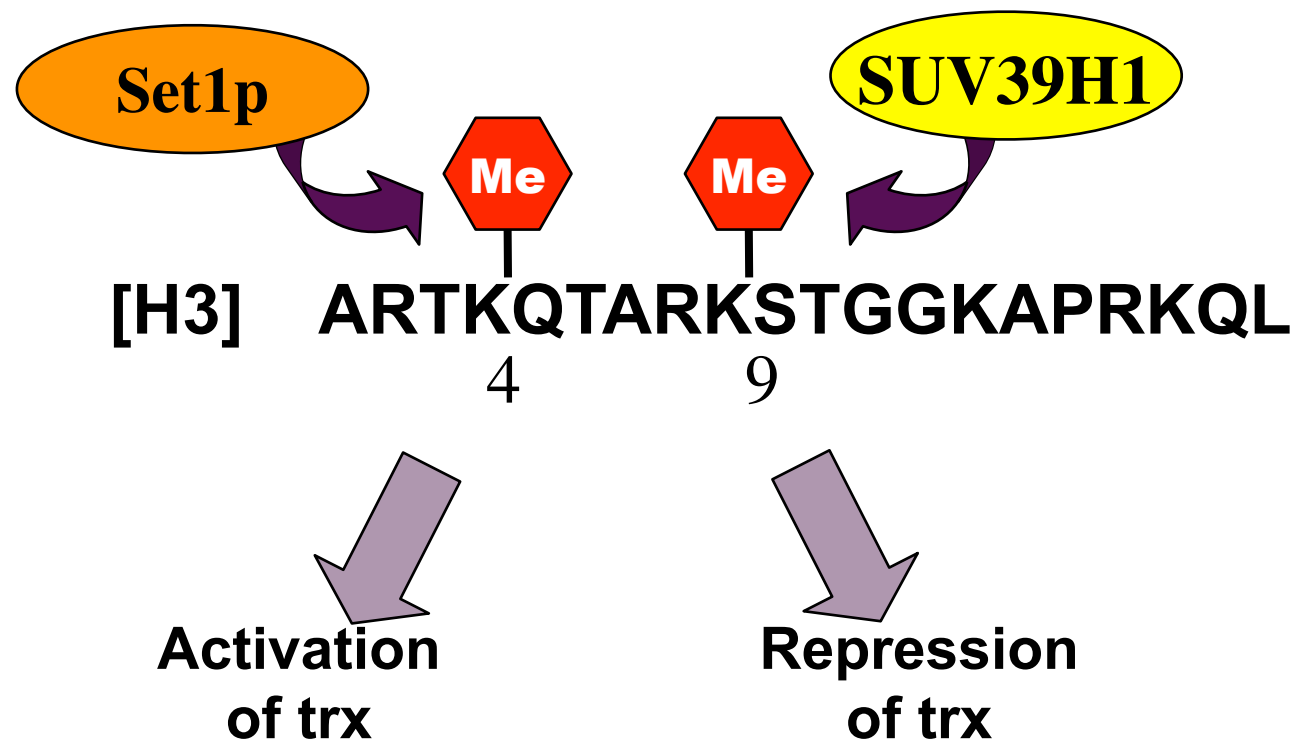 Set1p
SUV39H1
Me
Me
[H3] ARTKQTARKSTGGKAPRKQL
4
9
Activation
of trx
Repression
of trx